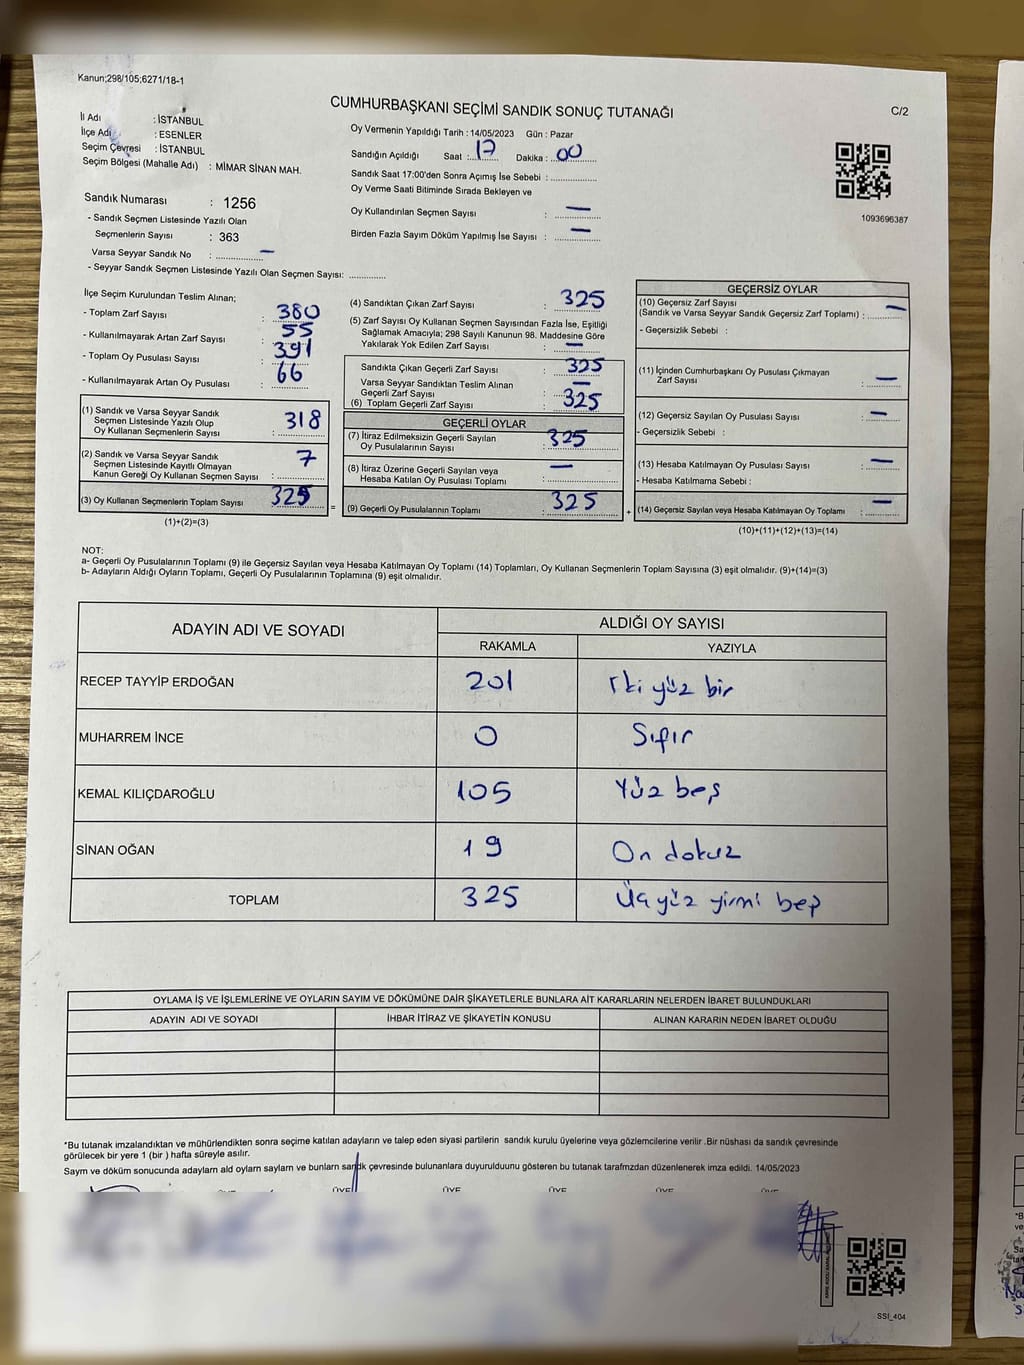 Kanun;298/105;6271/18-1
CUMHURBAŞKANI SEÇİMİ SANDIK SONUÇ TUTANAĞI
C/2
İl Adı : İSTANBUL
İlçe Adı : ESENLER
Seçim Çevresi : İSTANBUL
Seçim Bölgesi (Mahalle Adı) : MİMAR SİNAN MAH.
Sandık Numarası : 1256
- Sandık Seçmen Listesinde Yazılı Olan
Seçmenlerin Sayısı : 363
Varsa Seyyar Sandık No : –
- Seyyar Sandık Seçmen Listesinde Yazılı Olan Seçmen Sayısı: ............
Oy Vermenin Yapıldığı Tarih : 14/05/2023 Gün : Pazar
Sandığın Açıldığı Saat : 17 Dakika : 00
Sandık Saat 17:00'den Sonra Açımış İse Sebebi : ...............
Oy Verme Saati Bitiminde Sırada Bekleyen ve
Oy Kullandırılan Seçmen Sayısı : –
Birden Fazla Sayım Döküm Yapılmış İse Sayısı : –
1093696387
İlçe Seçim Kurulundan Teslim Alınan;
- Toplam Zarf Sayısı : 380
- Kullanılmayarak Artan Zarf Sayısı : 55
- Toplam Oy Pusulası Sayısı : 391
- Kullanılmayarak Artan Oy Pusulası : 66
(1) Sandık ve Varsa Seyyar Sandık
Seçmen Listesinde Yazılı Olup
Oy Kullanan Seçmenlerin Sayısı : 318
(2) Sandık ve Varsa Seyyar Sandık
Seçmen Listesinde Kayıtlı Olmayan
Kanun Gereği Oy Kullanan Seçmen Sayısı : 7
(3) Oy Kullanan Seçmenlerin Toplam Sayısı : 325
(1)+(2)=(3)
(4) Sandıktan Çıkan Zarf Sayısı : 325
(5) Zarf Sayısı Oy Kullanan Seçmen Sayısından Fazla İse, Eşitliği
Sağlamak Amacıyla; 298 Sayılı Kanunun 98. Maddesine Göre
Yakılarak Yok Edilen Zarf Sayısı : –
Sandıkta Çıkan Geçerli Zarf Sayısı : 325
Varsa Seyyar Sandıktan Teslim Alınan
Geçerli Zarf Sayısı : –
(6) Toplam Geçerli Zarf Sayısı : 325
GEÇERLİ OYLAR
(7) İtiraz Edilmeksizin Geçerli Sayılan
Oy Pusulalarının Sayısı : 325
(8) İtiraz Üzerine Geçerli Sayılan veya
Hesaba Katılan Oy Pusulası Toplamı : –
(9) Geçerli Oy Pusulalarının Toplamı : 325
GEÇERSİZ OYLAR
(10) Geçersiz Zarf Sayısı
(Sandık ve Varsa Seyyar Sandık Geçersiz Zarf Toplamı) : –
- Geçersizlik Sebebi :
(11) İçinden Cumhurbaşkanı Oy Pusulası Çıkmayan
Zarf Sayısı : –
(12) Geçersiz Sayılan Oy Pusulası Sayısı : –
- Geçersizlik Sebebi :
(13) Hesaba Katılmayan Oy Pusulası Sayısı : –
- Hesaba Katılmama Sebebi :
(14) Geçersiz Sayılan veya Hesaba Katılmayan Oy Toplamı : –
(10)+(11)+(12)+(13)=(14)
NOT:
a- Geçerli Oy Pusulalarının Toplamı (9) ile Geçersiz Sayılan veya Hesaba Katılmayan Oy Toplamı (14) Toplamları, Oy Kullanan Seçmenlerin Toplam Sayısına (3) eşit olmalıdır. (9)+(14)=(3)
b- Adayların Aldığı Oyların Toplamı, Geçerli Oy Pusulalarının Toplamına (9) eşit olmalıdır.
ADAYIN ADI VE SOYADI ALDIĞI OY SAYISI
RAKAMLA YAZIYLA
RECEP TAYYİP ERDOĞAN 201 İki yüz bir
MUHARREM İNCE 0 Sıfır
KEMAL KILIÇDAROĞLU 105 Yüz beş
SİNAN OĞAN 19 On dokuz
TOPLAM 325 Üç yüz yirmi beş
OYLAMA İŞ VE İŞLEMLERİNE VE OYLARIN SAYIM VE DÖKÜMÜNE DAİR ŞİKAYETLERLE BUNLARA AİT KARARLARIN NELERDEN İBARET BULUNDUKLARI
ADAYIN ADI VE SOYADI İHBAR İTİRAZ VE ŞİKAYETİN KONUSU ALINAN KARARIN NEDEN İBARET OLDUĞU
*Bu tutanak imzalandıktan ve mühürlendikten sonra seçime katılan adayların ve talep eden siyasi partilerin sandık kurulu üyelerine veya gözlemcilerine verilir .Bir nüshası da sandık çevresinde
görülecek bir yere 1 (bir ) hafta süreyle asılır.
Sayım ve döküm sonucunda adayların ald oyların sayların ve bunların sandk çevresinde bulunanlara duyurulduunu gösteren bu tutanak tarafmzdan düzenlenerek imza edildi. 14/05/2023
ÜYE ÜYE ÜYE ÜYE
SSİ_404